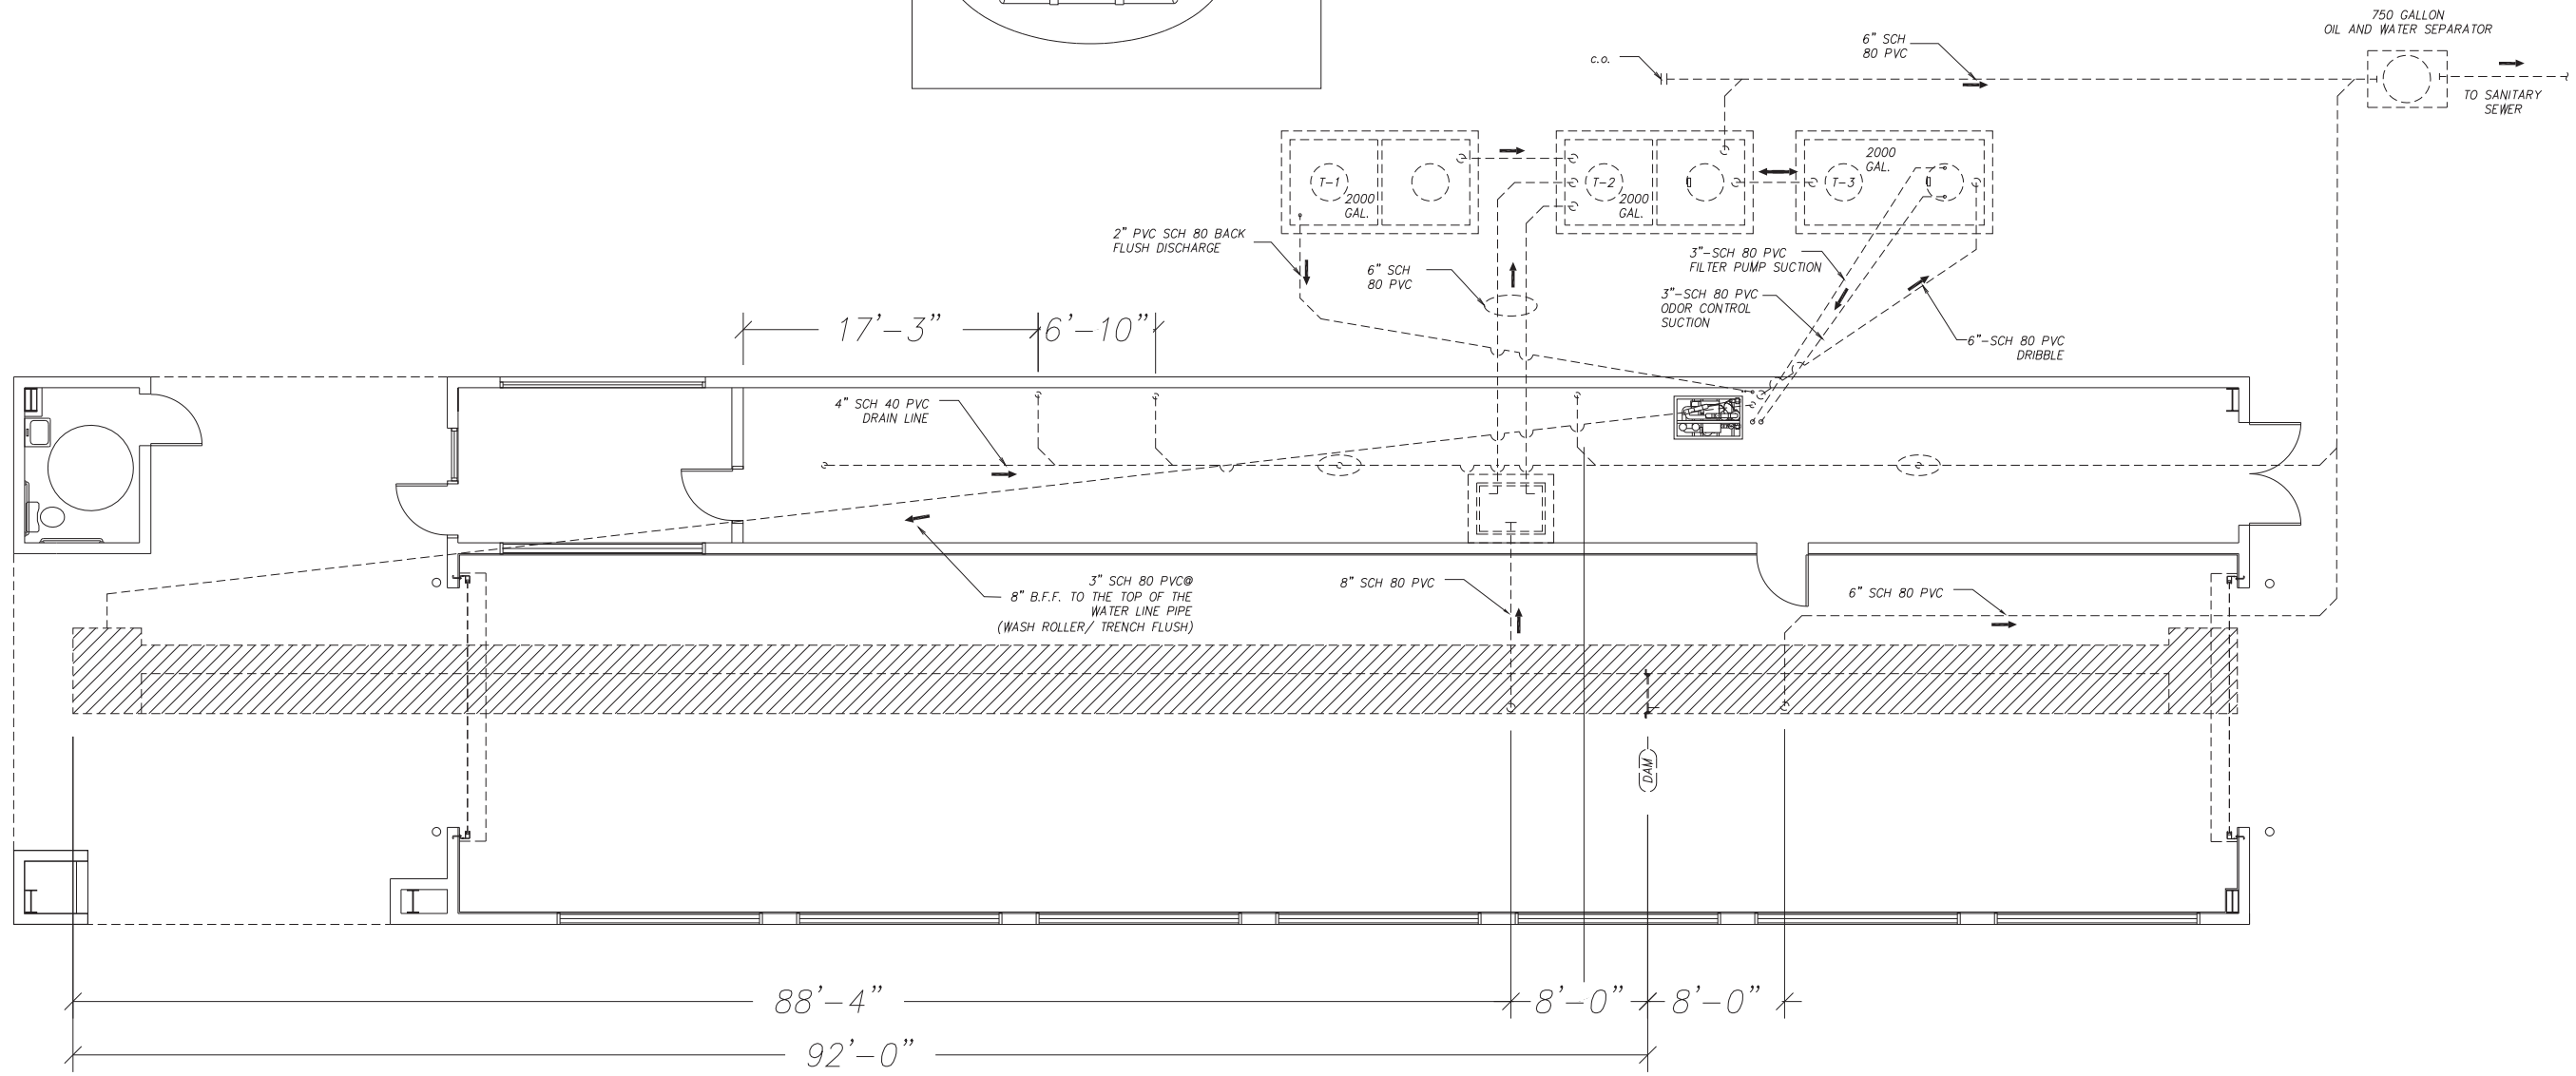 750 GALLON
OIL AND WATER SEPARATOR
6" SCH
80 PVC
c.o.
TO SANITARY
SEWER
T-1
2000
GAL.
T-2
2000
GAL.
T-3
2000
GAL.
2" PVC SCH 80 BACK
FLUSH DISCHARGE
6" SCH
80 PVC
3"-SCH 80 PVC
FILTER PUMP SUCTION
3"-SCH 80 PVC
ODOR CONTROL
SUCTION
6"-SCH 80 PVC
DRIBBLE
17'-3"
6'-10"
4" SCH 40 PVC
DRAIN LINE
3" SCH 80 PVC@
8" B.F.F. TO THE TOP OF THE
WATER LINE PIPE
(WASH ROLLER/ TRENCH FLUSH)
8" SCH 80 PVC
6" SCH 80 PVC
DAM
88'-4"
8'-0"
8'-0"
92'-0"